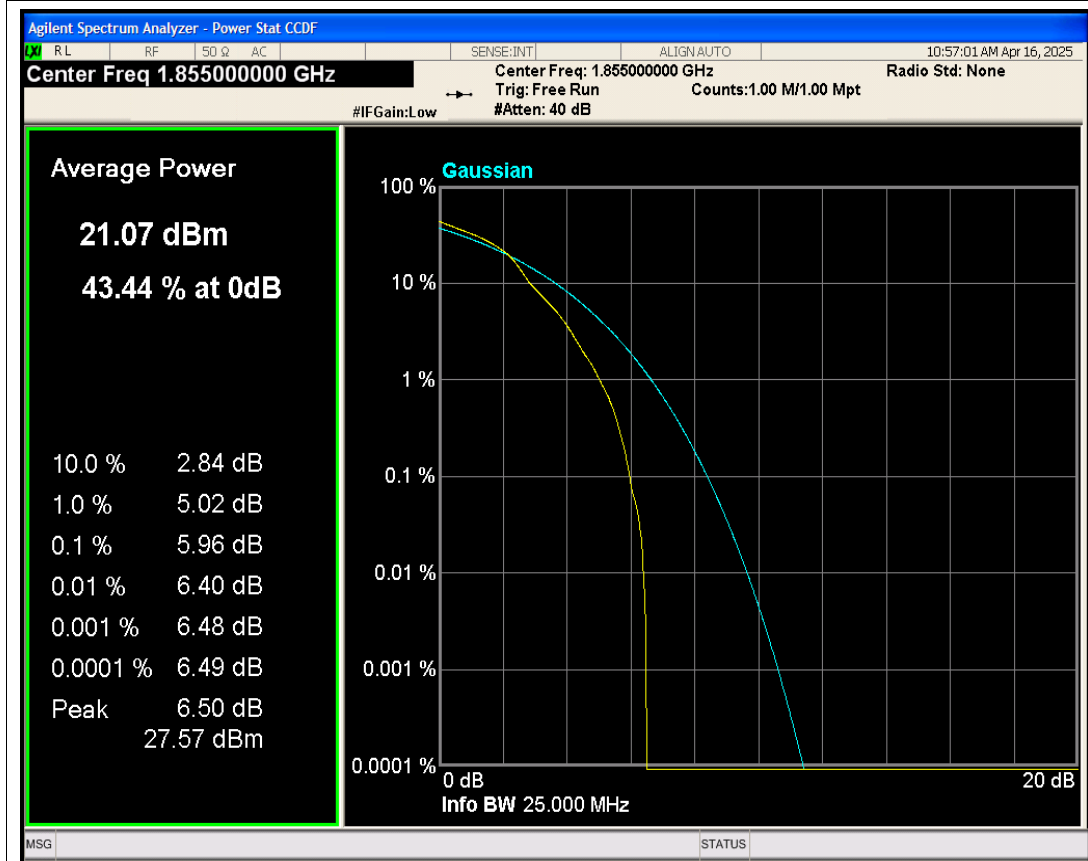 Agilent Spectrum Analyzer - Power Stat CCDF
LXI RL RF 50 Ω AC SENSE:INT ALIGN AUTO 10:57:01 AM Apr 16, 2025
Center Freq 1.855000000 GHz
Center Freq: 1.855000000 GHz Radio Std: None
Trig: Free Run Counts:1.00 M/1.00 Mpt
#IFGain:Low #Atten: 40 dB
Average Power
21.07 dBm
43.44 % at 0dB
10.0 % 2.84 dB
1.0 % 5.02 dB
0.1 % 5.96 dB
0.01 % 6.40 dB
0.001 % 6.48 dB
0.0001 % 6.49 dB
Peak 6.50 dB
27.57 dBm
Gaussian
100 %
10 %
1 %
0.1 %
0.01 %
0.001 %
0.0001 %
0 dB 20 dB
Info BW 25.000 MHz
MSG STATUS